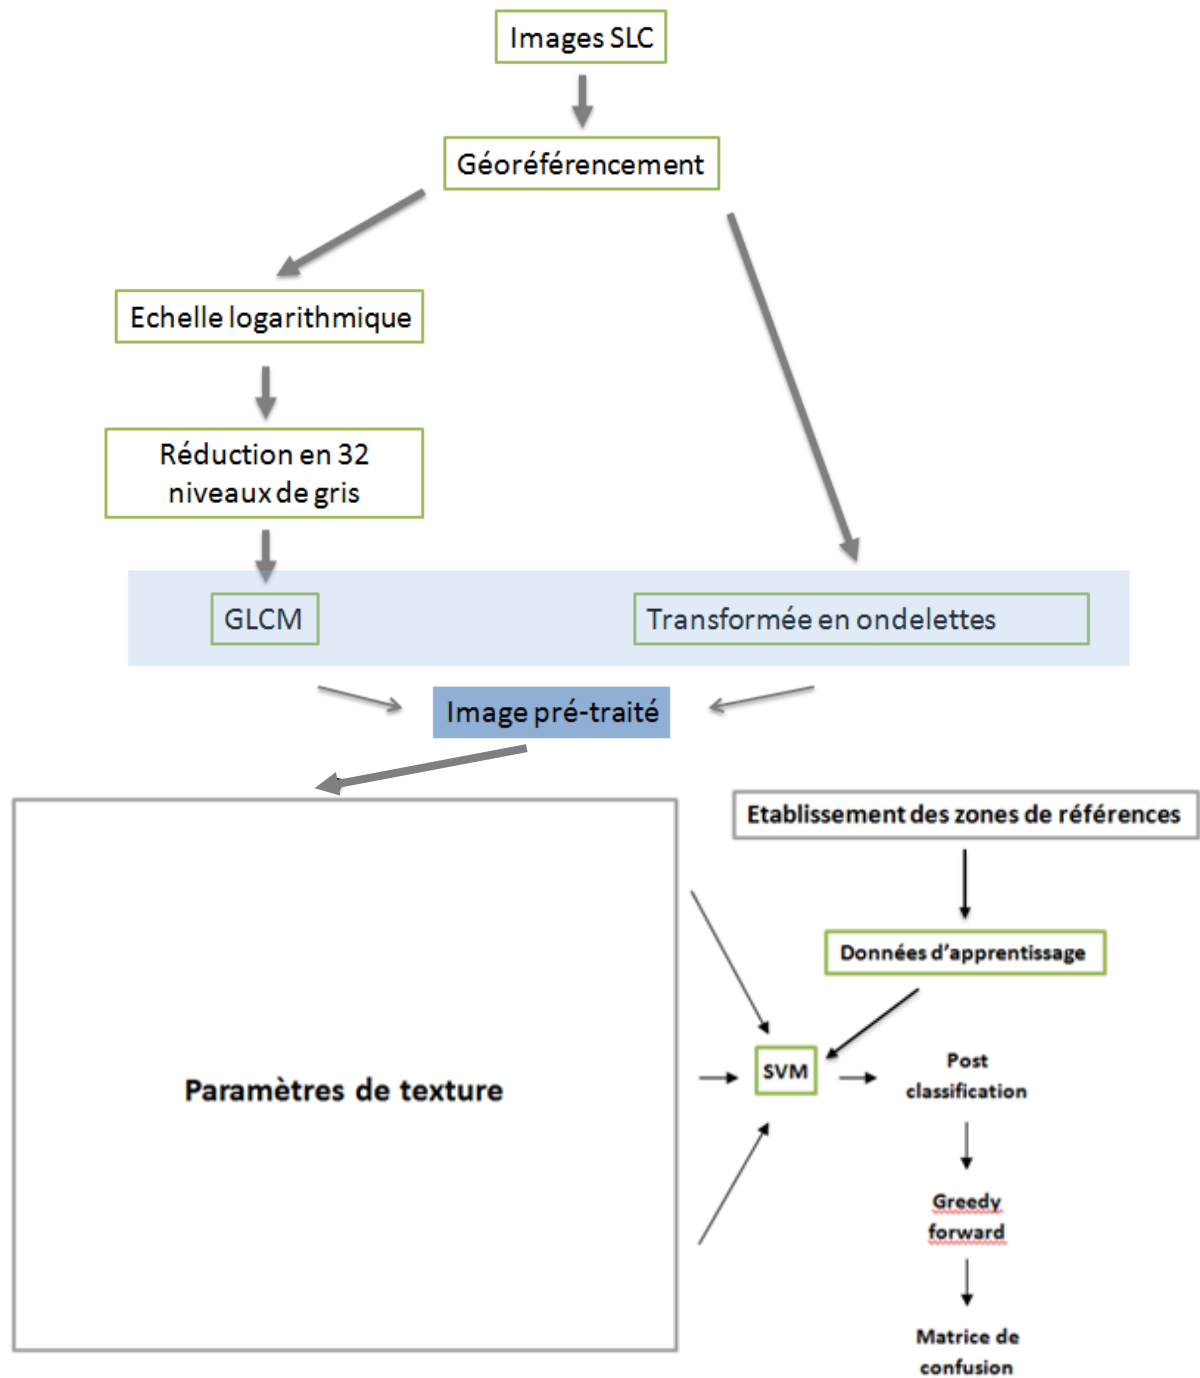 Images SLC
Géoréférencement
Echelle logarithmique
Réduction en 32
niveaux de gris
GLCM
Transformée en ondelettes
Image pré-traité
Etablissement des zones de références
Données d’apprentissage
Paramètres de texture
SVM
Post
classification
Greedy
forward
Matrice de
confusion